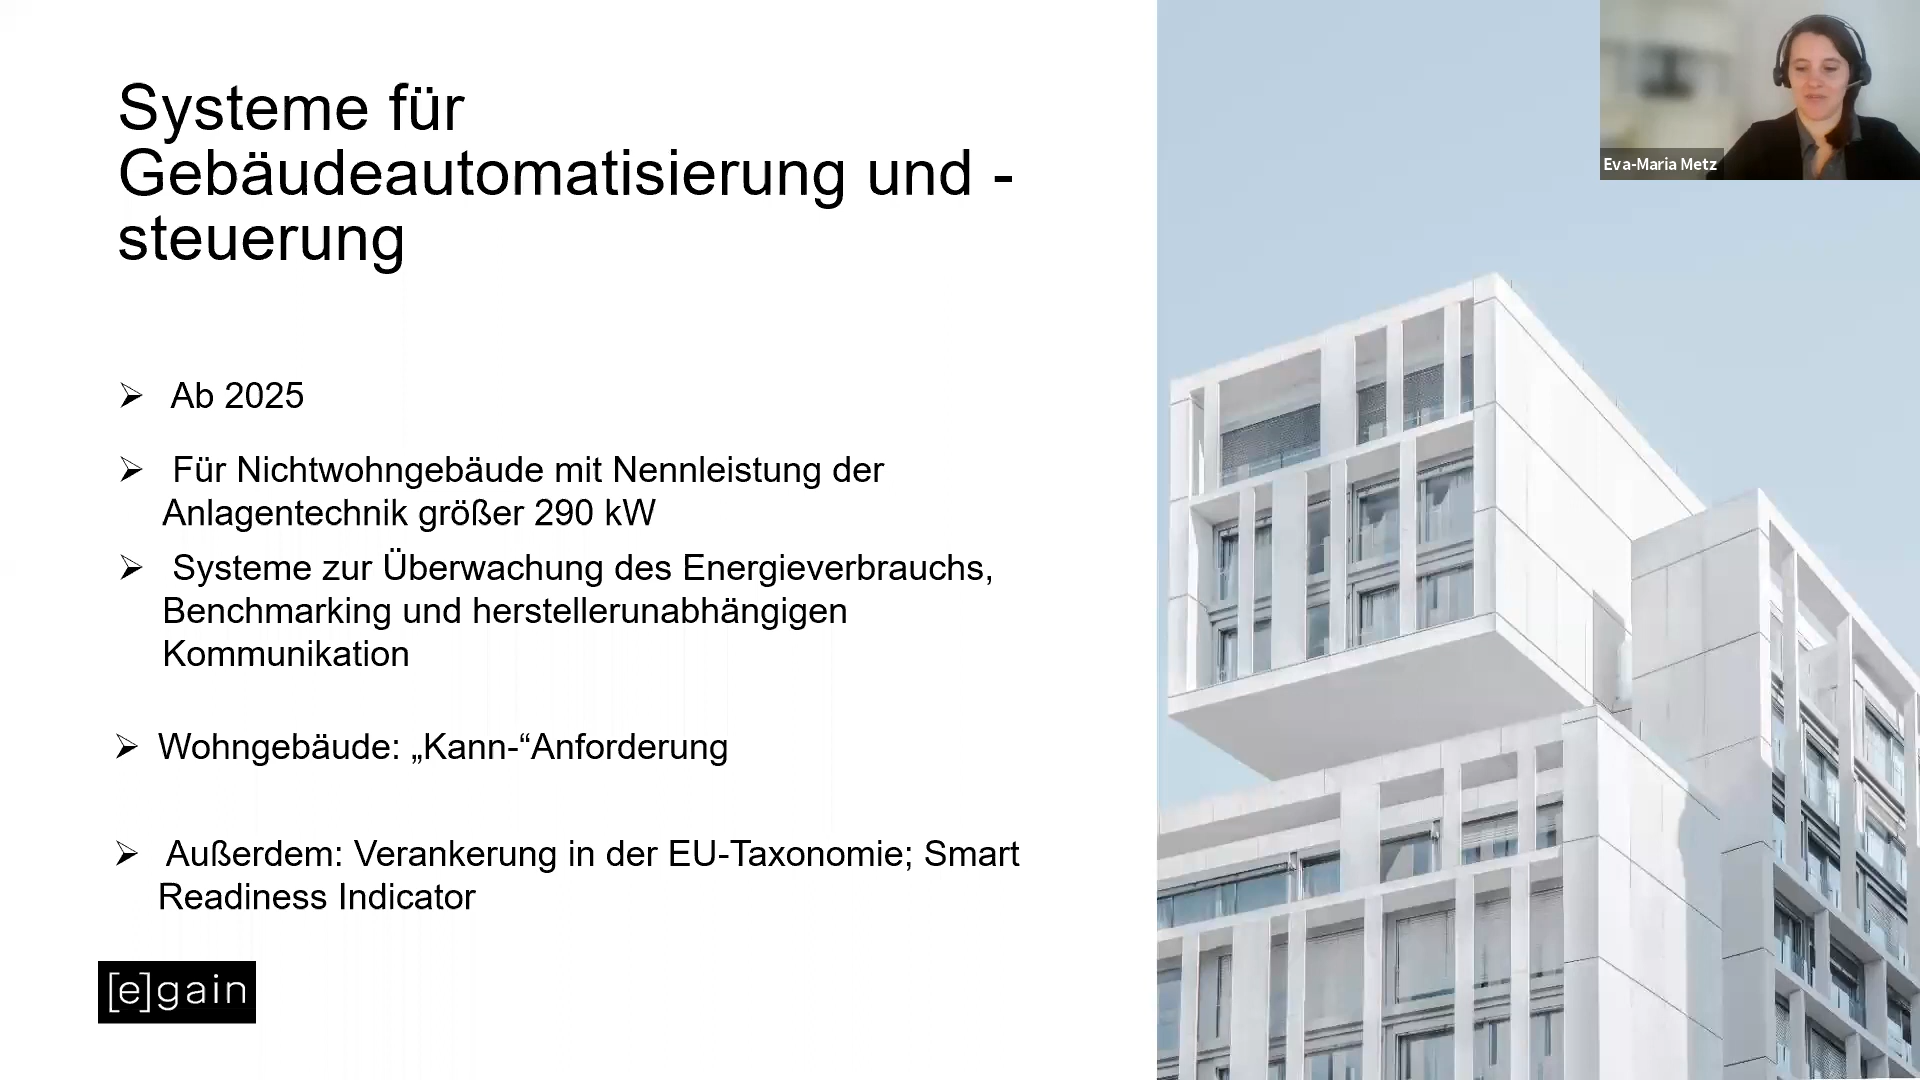 Systeme für
Gebäudeautomatisierung und -
steuerung
Eva-Maria Metz
➢ Ab 2025
➢ Für Nichtwohngebäude mit Nennleistung der
Anlagentechnik größer 290 kW
➢ Systeme zur Überwachung des Energieverbrauchs,
Benchmarking und herstellerunabhängigen
Kommunikation
➢ Wohngebäude: „Kann-“Anforderung
➢ Außerdem: Verankerung in der EU-Taxonomie; Smart
Readiness Indicator
[e]gain